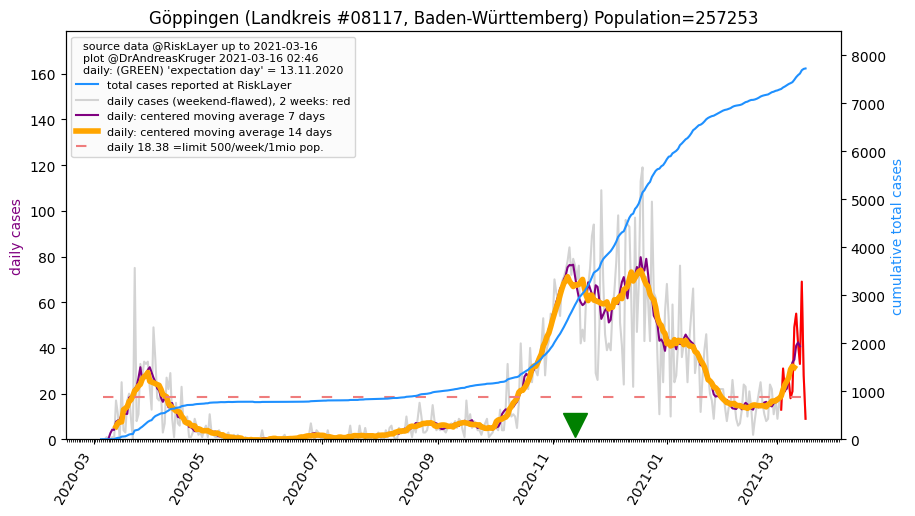 Göppingen (Landkreis #08117, Baden-Württemberg) Population=257253
source data @RiskLayer up to 2021-03-16
plot @DrAndreasKruger 2021-03-16 02:46
daily: (GREEN) 'expectation day' = 13.11.2020
total cases reported at RiskLayer
daily cases (weekend-flawed), 2 weeks: red
daily: centered moving average 7 days
daily: centered moving average 14 days
daily 18.38 =limit 500/week/1mio pop.
daily cases
160
140
120
100
80
60
40
20
0
8000
7000
6000
5000
4000
3000
2000
1000
0
cumulative total cases
2020-03
2020-05
2020-07
2020-09
2020-11
2021-01
2021-03